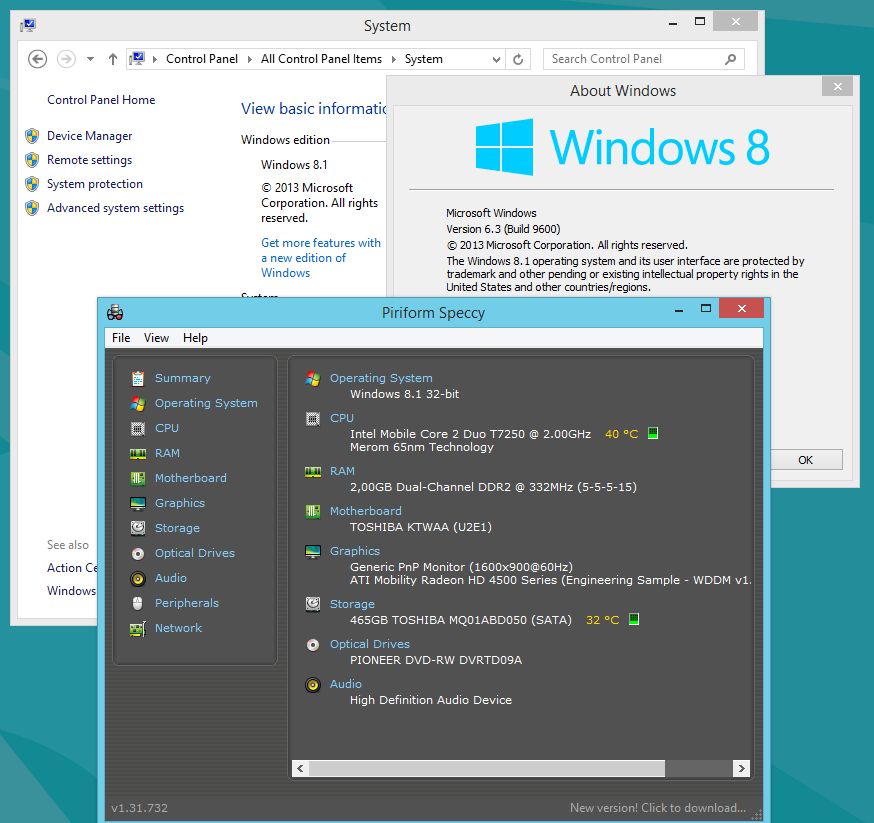 System
Control Panel
All Control Panel Items
System
Search Control Panel
Control Panel Home
Device Manager
Remote settings
System protection
Advanced system settings
See also
Action Ce
Windows
View basic informatic
Windows edition
Windows 8.1
© 2013 Microsoft
Corporation. All rights
reserved.
Get more features with
a new edition of
Windows
System
About Windows
Windows 8
Microsoft Windows
Version 6.3 (Build 9600)
© 2013 Microsoft Corporation. All rights reserved.
The Windows 8.1 operating system and its user interface are protected by
trademark and other pending or existing intellectual property rights in the
United States and other countries/regions.
OK
Piriform Speccy
File View Help
Summary
Operating System
CPU
RAM
Motherboard
Graphics
Storage
Optical Drives
Audio
Peripherals
Network
Operating System
Windows 8.1 32-bit
CPU
Intel Mobile Core 2 Duo T7250 @ 2.00GHz 40 °C
Merom 65nm Technology
RAM
2,00GB Dual-Channel DDR2 @ 332MHz (5-5-5-15)
Motherboard
TOSHIBA KTWAA (U2E1)
Graphics
Generic PnP Monitor (1600x900@60Hz)
ATI Mobility Radeon HD 4500 Series (Engineering Sample - WDDM v1.
Storage
465GB TOSHIBA MQ01ABD050 (SATA) 32 °C
Optical Drives
PIONEER DVD-RW DVRTD09A
Audio
High Definition Audio Device
v1.31.732
New version! Click to download...